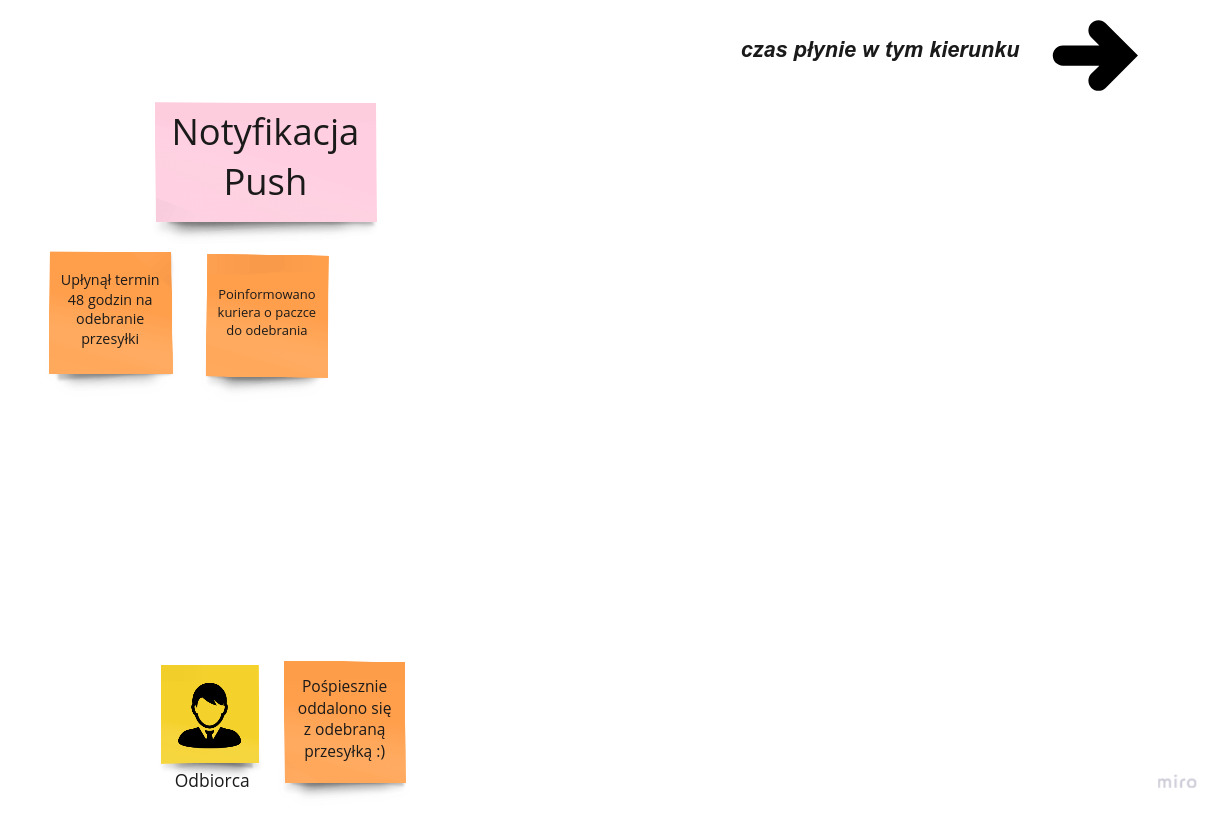 czas płynie w tym kierunku
Notyfikacja
Push
Upłynął termin
48 godzin na
odebranie
przesyłki
Poinformowano
kuriera o paczce
do odebrania
Odbiorca
Pośpiesznie
oddalono się
z odebraną
przesyłką :)
miro